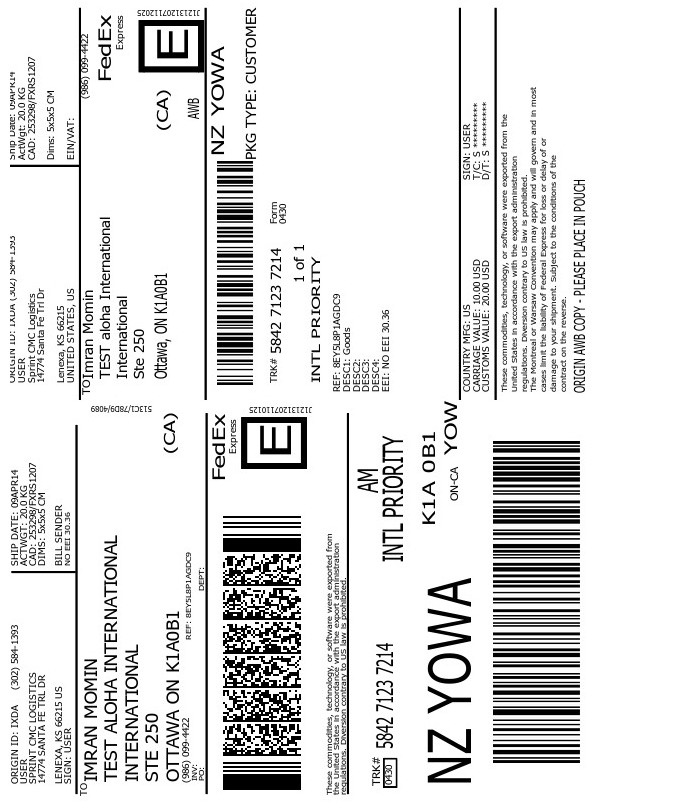 ORIGIN ID: IXDA (302) 584-1393
USER
SPRINT CMC LOGISTICS
14774 SANTA FE TRL DR
LENEXA, KS 66215 US
SIGN: USER
SHIP DATE: 09APR14
ACTWGT: 20.0 KG
CAD: 253298/FXRS1207
DIMS: 5x5x5 CM
BILL SENDER
NO EEI 30.36
TO IMRAN MOMIN
TEST ALOHA INTERNATIONAL
INTERNATIONAL
STE 250
OTTAWA ON K1A0B1
(CA)
(986) 099-4422
INV:
PO:
REF: 8EYSL8P1AGDC9
DEPT:
513C1/7809/4089
FedEx
Express
E
J121312071110125
These commodities, technology, or software were exported from
the United States in accordance with the export administration
regulations. Diversion contrary to US law is prohibited.
TRK# 5842 7123 7214
0430
AM
INTL PRIORITY
NZ YOWA
K1A 0B1
ON-CA YOW
ORIGIN ID: IXDA (302) 584-1393
USER
Sprint CMC Logistics
14774 Santa Fe Trl Dr
Lenexa, KS 66215
UNITED STATES, US
Ship Date: 09APR14
ActWgt: 20.0 KG
CAD: 253298/FXRS1207
Dims: 5x5x5 CM
EIN/VAT:
TO Imran Momin
TEST aloha International
International
Ste 250
Ottawa, ON K1A0B1
(986) 099-4422
FedEx
Express
E
J121312071112025
(CA)
AWB
NZ YOWA
PKG TYPE: CUSTOMER
TRK# 5842 7123 7214
Form
0430
1 of 1
INTL PRIORITY
REF: 8EYSL8P1AGDC9
DESC1: Goods
DESC2:
DESC3:
DESC4:
EEI: NO EEI 30.36
COUNTRY MFG: US
CARRIAGE VALUE: 10.00 USD
CUSTOMS VALUE: 20.00 USD
SIGN: USER
T/C: S *********
D/T: S *********
These commodities, technology, or software were exported from the
United States in accordance with the export administration
regulations. Diversion contrary to US law is prohibited.
The Montreal or Warsaw Convention may apply and will govern and in most
cases limit the liability of Federal Express for loss or delay of or
damage to your shipment. Subject to the conditions of the
contract on the reverse.
ORIGIN AWB COPY - PLEASE PLACE IN POUCH